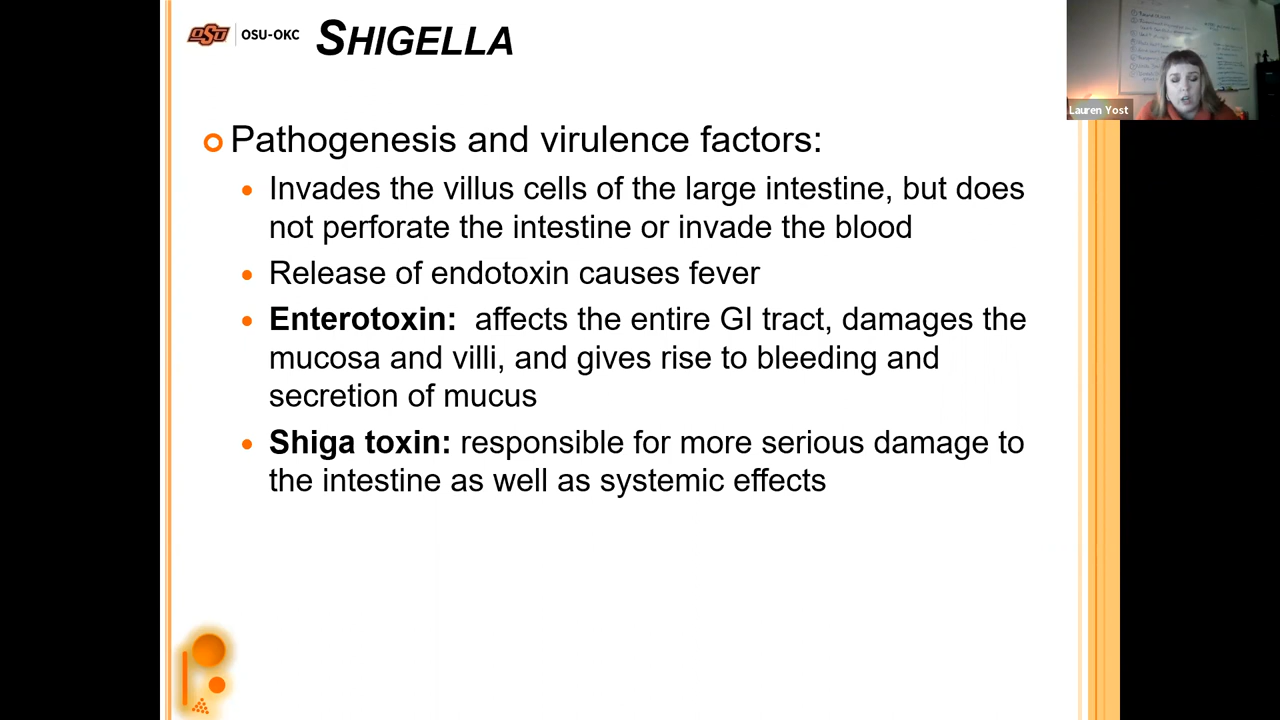 OSU OSU-OKC SHIGELLA
Lauren Yost
Pathogenesis and virulence factors:
Invades the villus cells of the large intestine, but does
not perforate the intestine or invade the blood
Release of endotoxin causes fever
Enterotoxin: affects the entire GI tract, damages the
mucosa and villi, and gives rise to bleeding and
secretion of mucus
Shiga toxin: responsible for more serious damage to
the intestine as well as systemic effects